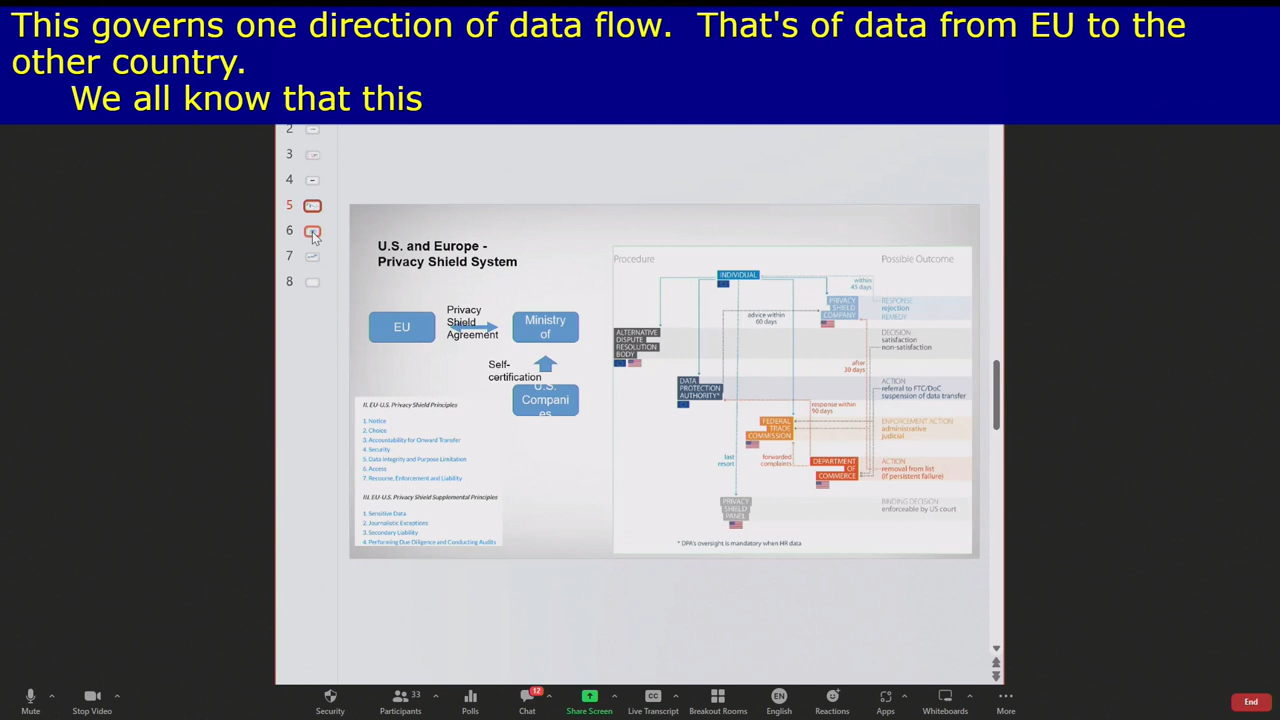 This governs one direction of data flow.  That's of data from EU to the
other country.
We all know that this
2
3
4
5
6
7
8
U.S. and Europe -
Privacy Shield System
EU
Privacy
Shield
Agreement
Ministry
of
Self-
certification
U.S.
Compani
es
II. EU-U.S. Privacy Shield Principles
1. Notice
2. Choice
3. Accountability for Onward Transfer
4. Security
5. Data Integrity and Purpose Limitation
6. Access
7. Recourse, Enforcement and Liability
III. EU-U.S. Privacy Shield Supplemental Principles
1. Sensitive Data
2. Journalistic Exceptions
3. Secondary Liability
4. Performing Due Diligence and Conducting Audits
Procedure
Possible Outcome
INDIVIDUAL
within
45 days
PRIVACY
SHIELD
COMPANY
RESPONSE
rejection
REMEDY
advice within
60 days
ALTERNATIVE
DISPUTE
RESOLUTION
BODY
DECISION
satisfaction
non-satisfaction
after
30 days
DATA
PROTECTION
AUTHORITY*
ACTION
referral to FTC/DoC
suspension of data transfer
response within
90 days
FEDERAL
TRADE
COMMISSION
ENFORCEMENT ACTION
administrative
judicial
last
resort
forwarded
complaints
DEPARTMENT
OF
COMMERCE
ACTION
removal from list
(if persistent failure)
PRIVACY
SHIELD
PANEL
BINDING DECISION
enforceable by US court
* DPA's oversight is mandatory when HR data
33
12
CC
EN
Mute
Stop Video
Security
Participants
Polls
Chat
Share Screen
Live Transcript
Breakout Rooms
English
Reactions
Apps
Whiteboards
More
End